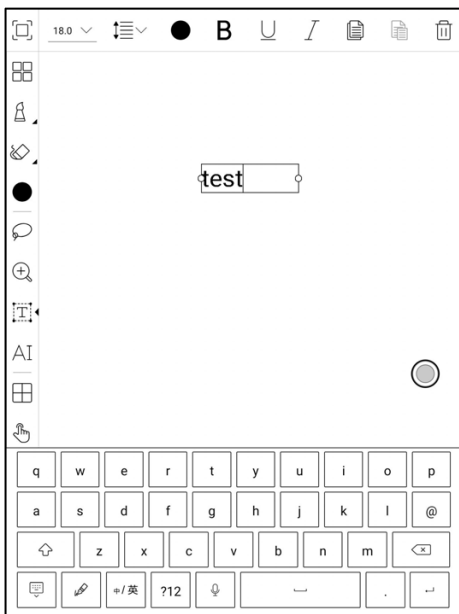 18.0 B U I
test
T
AI
q w e r t y u i o p
a s d f g h j k l @
z x c v b n m
中/英 ?12 .